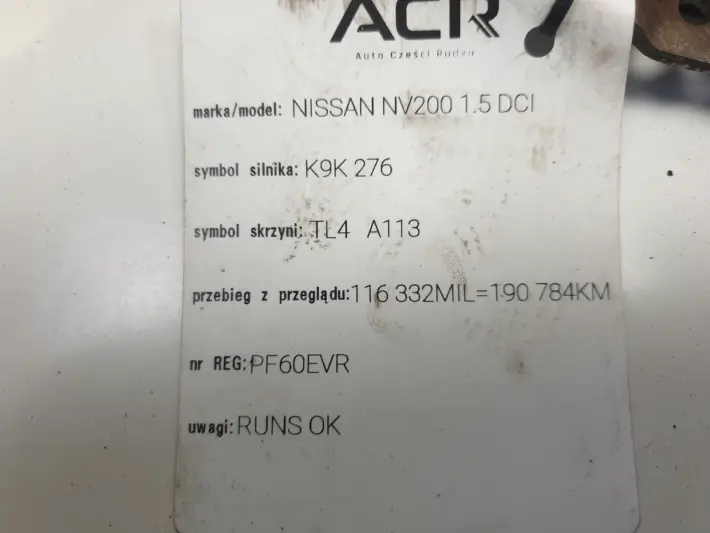 ACR
Auto Części Rudza
marka/model: NISSAN NV200 1.5 DCI
symbol silnika: K9K 276
symbol skrzyni: TL4 A113
przebieg z przeglądu:116 332MIL=190 784KM
nr REG:PF60EVR
uwagi:RUNS OK